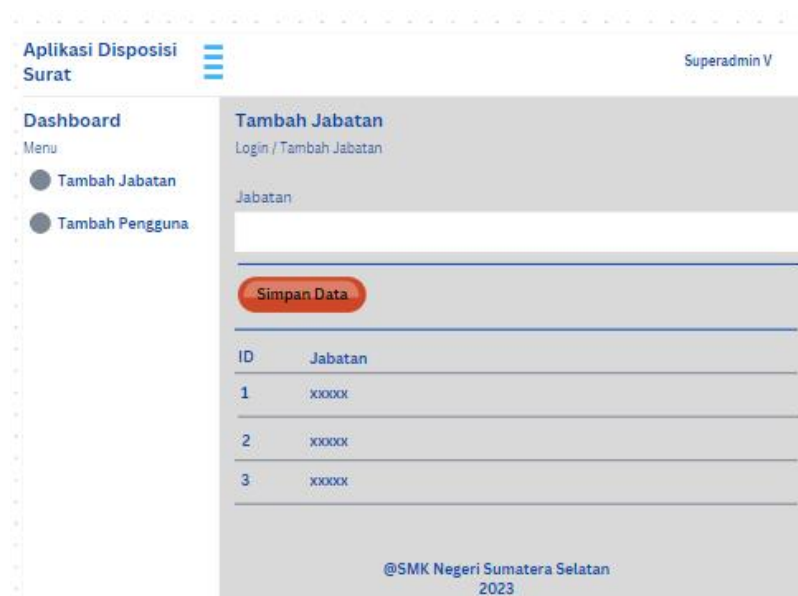 Aplikasi Disposisi
Surat
Superadmin V
Dashboard
Menu
Tambah Jabatan
Tambah Pengguna
Tambah Jabatan
Login / Tambah Jabatan
Jabatan
Simpan Data
ID Jabatan
1 xxxxx
2 xxxxx
3 xxxxx
@SMK Negeri Sumatera Selatan
2023